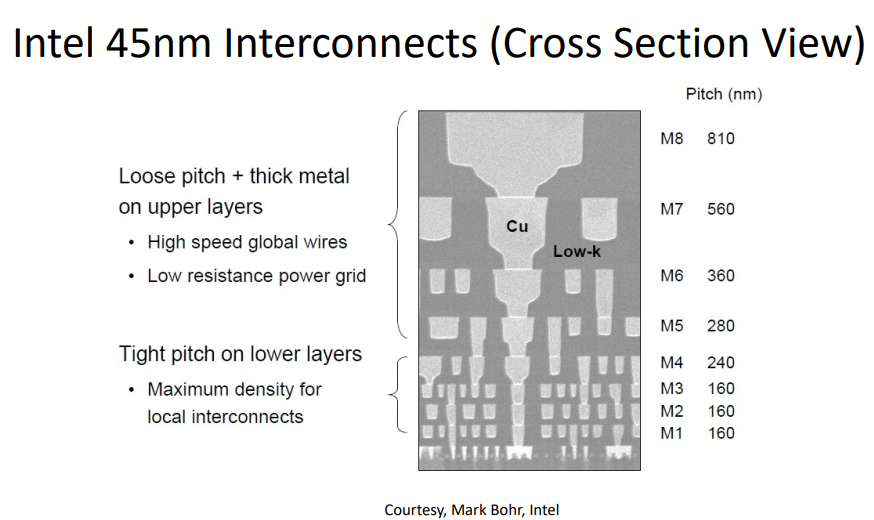 Intel 45nm Interconnects (Cross Section View)
Pitch (nm)
Loose pitch + thick metal
on upper layers
• High speed global wires
• Low resistance power grid
Tight pitch on lower layers
• Maximum density for
local interconnects
Cu
Low-k
M8 810
M7 560
M6 360
M5 280
M4 240
M3 160
M2 160
M1 160
Courtesy, Mark Bohr, Intel